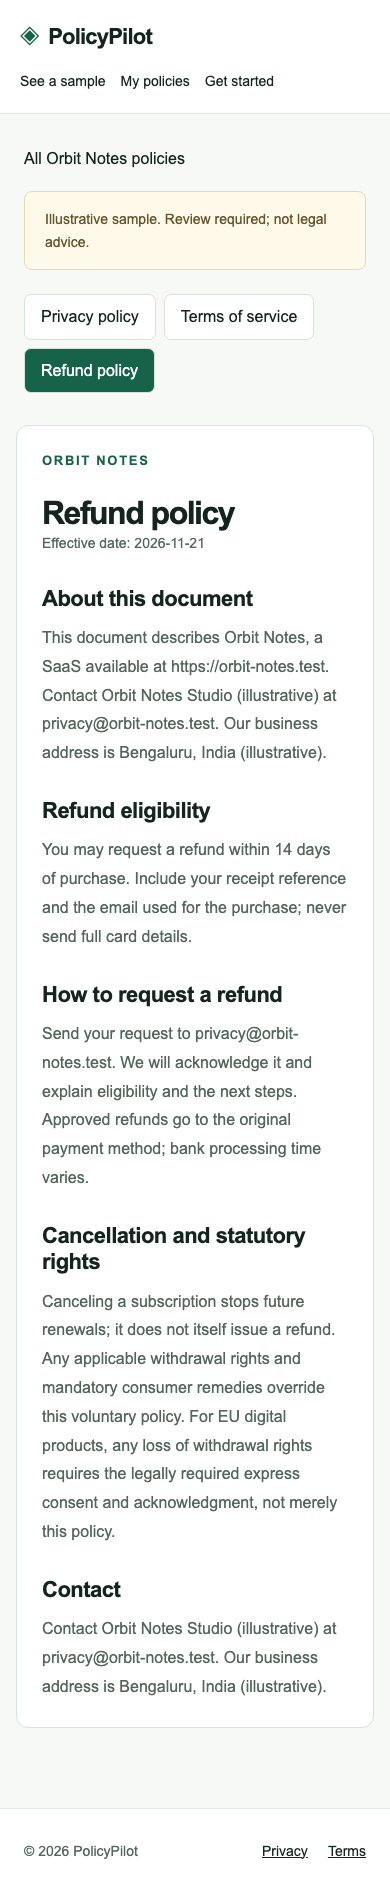 PolicyPilot
See a sample My policies Get started
All Orbit Notes policies
Illustrative sample. Review required; not legal
advice.
Privacy policy Terms of service
Refund policy
ORBIT NOTES
Refund policy
Effective date: 2026-11-21
About this document
This document describes Orbit Notes, a
SaaS available at https://orbit-notes.test.
Contact Orbit Notes Studio (illustrative) at
privacy@orbit-notes.test. Our business
address is Bengaluru, India (illustrative).
Refund eligibility
You may request a refund within 14 days
of purchase. Include your receipt reference
and the email used for the purchase; never
send full card details.
How to request a refund
Send your request to privacy@orbit-
notes.test. We will acknowledge it and
explain eligibility and the next steps.
Approved refunds go to the original
payment method; bank processing time
varies.
Cancellation and statutory
rights
Canceling a subscription stops future
renewals; it does not itself issue a refund.
Any applicable withdrawal rights and
mandatory consumer remedies override
this voluntary policy. For EU digital
products, any loss of withdrawal rights
requires the legally required express
consent and acknowledgment, not merely
this policy.
Contact
Contact Orbit Notes Studio (illustrative) at
privacy@orbit-notes.test. Our business
address is Bengaluru, India (illustrative).
© 2026 PolicyPilot Privacy Terms